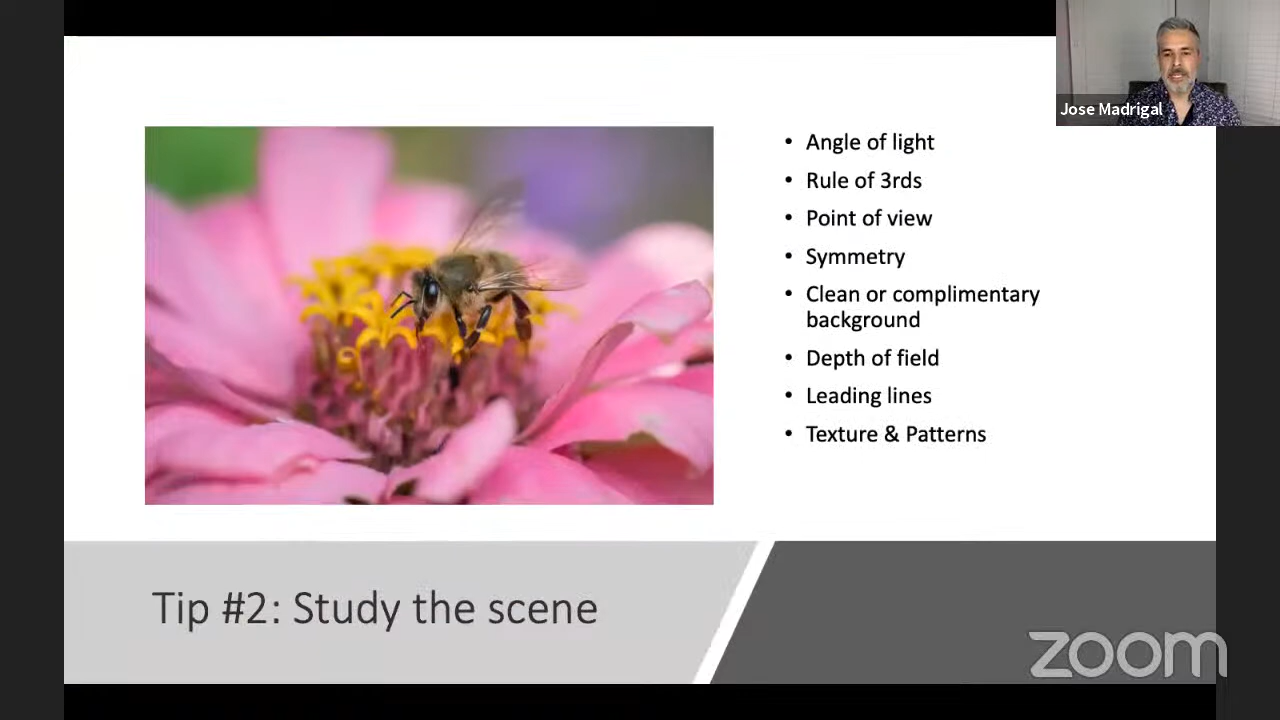 Jose Madrigal
• Angle of light
• Rule of 3rds
• Point of view
• Symmetry
• Clean or complimentary
background
• Depth of field
• Leading lines
• Texture & Patterns
Tip #2: Study the scene
zoom